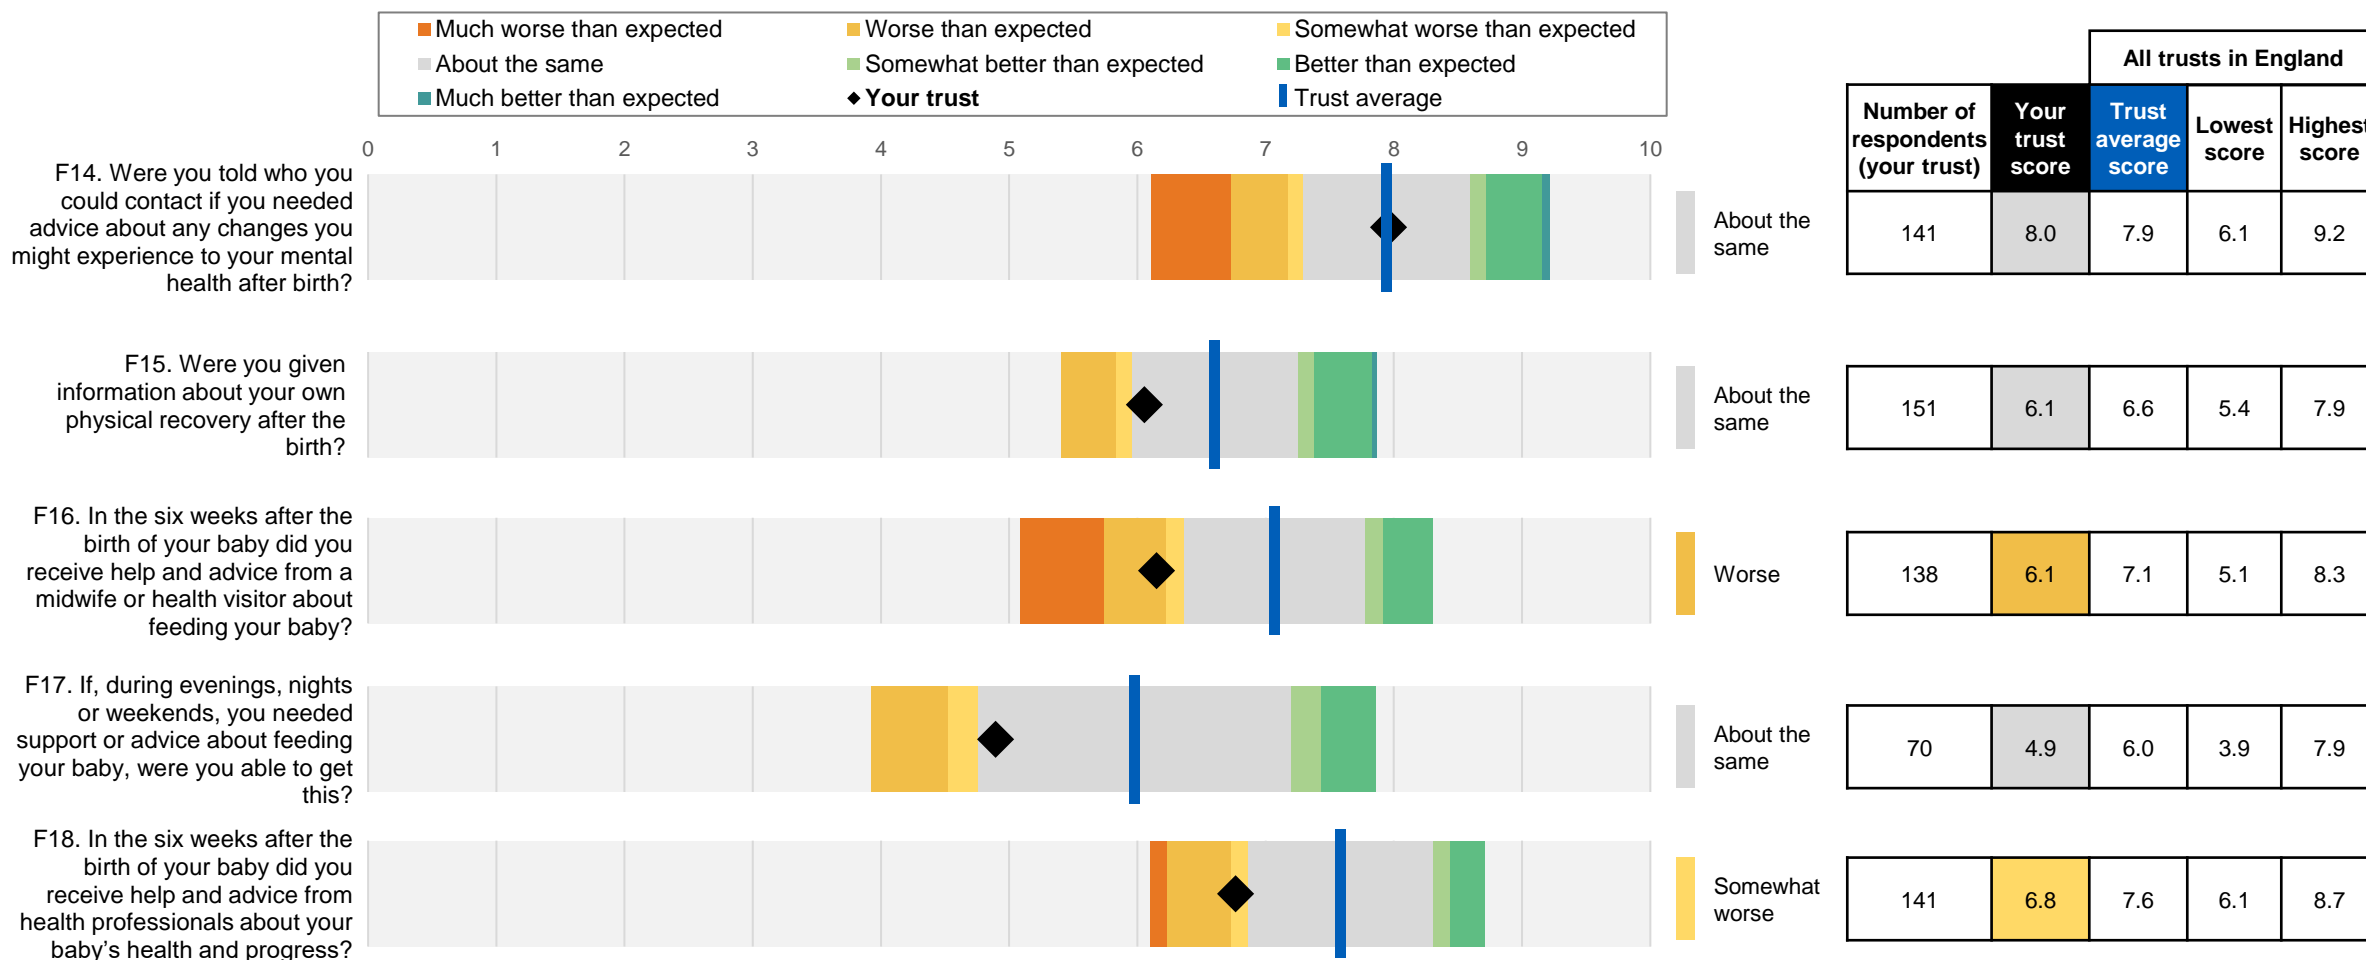 Much worse than expected
Worse than expected
Somewhat worse than expected
About the same
Somewhat better than expected
Better than expected
Much better than expected
Your trust
Trust average
All trusts in England
Number of
respondents
(your trust)
Your
trust
score
Trust
average
score
Lowest
score
Highest
score
0 1 2 3 4 5 6 7 8 9 10
F14. Were you told who you
could contact if you needed
advice about any changes you
might experience to your mental
health after birth?
About the
same
141 8.0 7.9 6.1 9.2
F15. Were you given
information about your own
physical recovery after the
birth?
About the
same
151 6.1 6.6 5.4 7.9
F16. In the six weeks after the
birth of your baby did you
receive help and advice from a
midwife or health visitor about
feeding your baby?
Worse
138 6.1 7.1 5.1 8.3
F17. If, during evenings, nights
or weekends, you needed
support or advice about feeding
your baby, were you able to get
this?
About the
same
70 4.9 6.0 3.9 7.9
F18. In the six weeks after the
birth of your baby did you
receive help and advice from
health professionals about your
baby’s health and progress?
Somewhat
worse
141 6.8 7.6 6.1 8.7